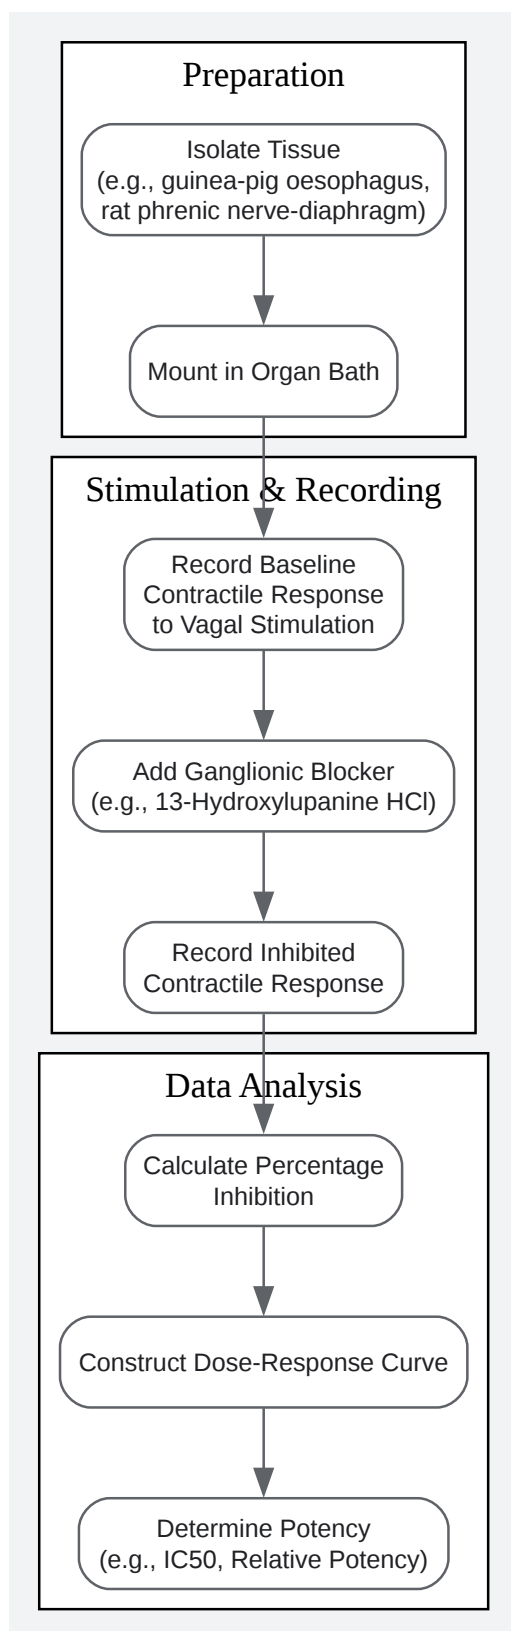 Preparation
Isolate Tissue
(e.g., guinea-pig oesophagus,
rat phrenic nerve-diaphragm)
Mount in Organ Bath
Stimulation & Recording
Record Baseline
Contractile Response
to Vagal Stimulation
Add Ganglionic Blocker
(e.g., 13-Hydroxylupanine HCl)
Record Inhibited
Contractile Response
Data Analysis
Calculate Percentage
Inhibition
Construct Dose-Response Curve
Determine Potency
(e.g., IC50, Relative Potency)